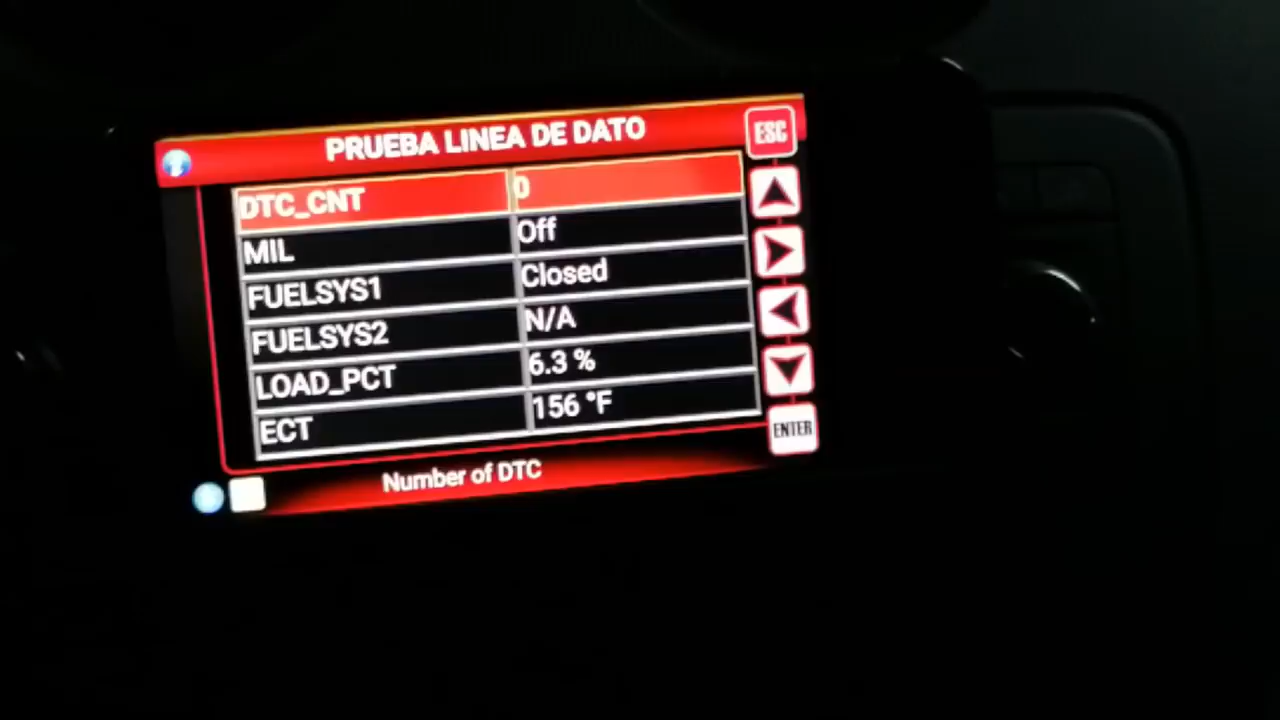 PRUEBA LINEA DE DATO
ESC
DTC_CNT 0
MIL Off
FUELSYS1 Closed
FUELSYS2 N/A
LOAD_PCT 6.3 %
ECT 156 °F
ENTER
Number of DTC